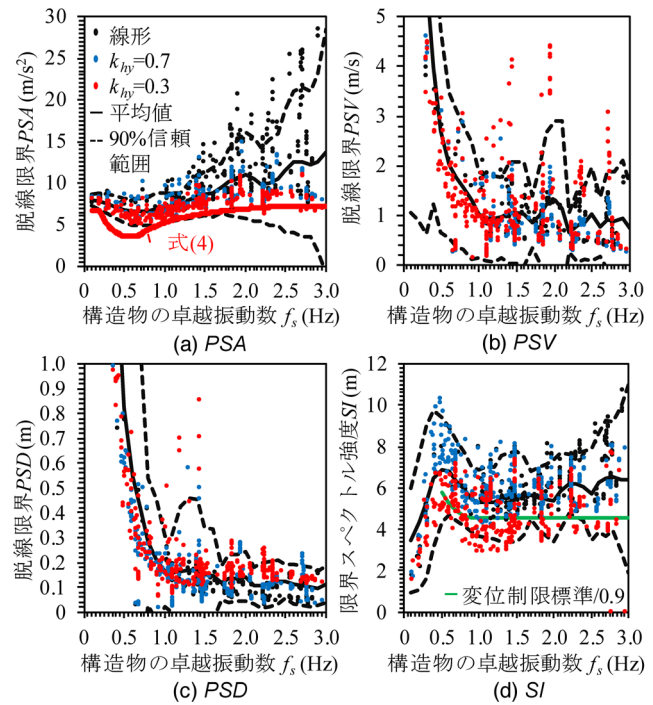 脱線限界PSA (m/s²)
30
25
20
15
10
5
0
線形
khy=0.7
khy=0.3
平均値
90%信頼
範囲
式(4)
0 0.5 1.0 1.5 2.0 2.5 3.0
構造物の卓越振動数 fs (Hz)
(a) PSA
脱線限界PSV (m/s)
5
4
3
2
1
0
0 0.5 1.0 1.5 2.0 2.5 3.0
構造物の卓越振動数 fs (Hz)
(b) PSV
脱線限界PSD (m)
1.0
0.9
0.8
0.7
0.6
0.5
0.4
0.3
0.2
0.1
0
0 0.5 1.0 1.5 2.0 2.5 3.0
構造物の卓越振動数 fs (Hz)
(c) PSD
限界スペクトル強度SI (m)
12
10
8
6
4
2
0
変位制限標準/0.9
0 0.5 1.0 1.5 2.0 2.5 3.0
構造物の卓越振動数 fs (Hz)
(d) SI